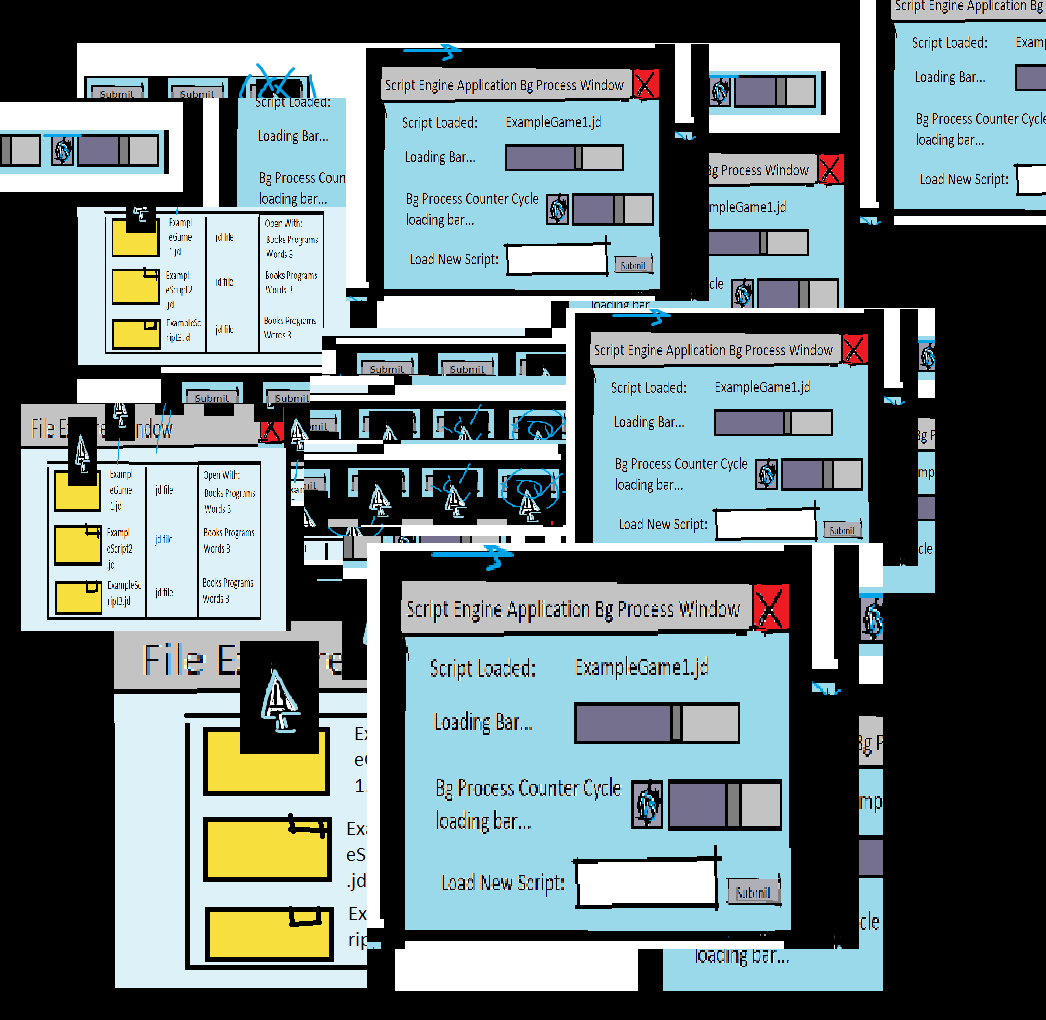 Script Engine Application Bg
Script Loaded:
Loading Bar...
Bg Process Counter Cycle
loading bar...
Load New Script:
Submit
Submit
Script Loaded:
Loading Bar...
Bg Process Coun
loading bar...
Script Engine Application Bg Process Window
Script Loaded: ExampleGame1.jd
Loading Bar...
Bg Process Counter Cycle
loading bar...
Load New Script:
Submit
Bg Process Window
mpleGame1.jd
cle
loading bar
Exampl
eGame
1.jd
jd file
Open With:
Books Programs
Words 3
Exampl
eScript2
.jd
jd file
Books Programs
Words 3
ExampleSc
ript3.jd
jd file
Books Programs
Words 3
Submit
Submit
Submit
Submit
Script Engine Application Bg Process Window
Script Loaded: ExampleGame1.jd
Loading Bar...
Bg Process Counter Cycle
loading bar...
Load New Script:
Submit
Bg P
mp
cle
File Explorer Window
Exampl
eGame
1.jd
jd file
Open With:
Books Programs
Words 3
Exampl
eScript2
.jd
jd file
Books Programs
Words 3
ExampleSc
ript3.jd
jd file
Books Programs
Words 3
File E
re
Ex
eG
1.
Exa
eS
.jd
Ex
rip
Script Engine Application Bg Process Window
Script Loaded: ExampleGame1.jd
Loading Bar...
Bg Process Counter Cycle
loading bar...
Load New Script:
Submit
Bg P
mp
cle
loading bar...